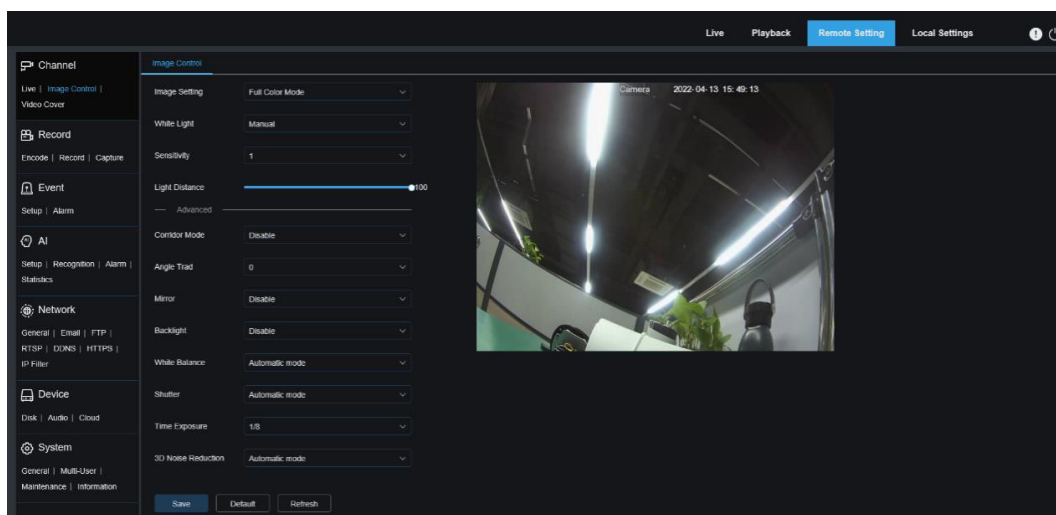 Live Playback Remote Setting Local Settings
Channel
Live | Image Control |
Video Cover
Record
Encode | Record | Capture
Event
Setup | Alarm
AI
Setup | Recognition | Alarm |
Statistics
Network
General | Email | FTP |
RTSP | DDNS | HTTPS |
IP Filter
Device
Disk | Audio | Cloud
System
General | Multi-User |
Maintenance | Information
Image Control
Image Setting Full Color Mode
White Light Manual
Sensitivity 1
Light Distance 100
Advanced
Corridor Mode Disable
Angle Trad 0
Mirror Disable
Backlight Disable
White Balance Automatic mode
Shutter Automatic mode
Time Exposure 1/8
3D Noise Reduction Automatic mode
Save Default Refresh
Camera 2022-04-13 15:49:13